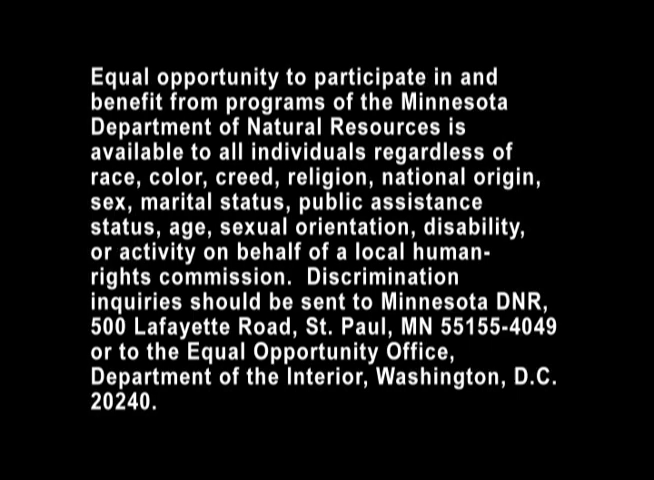 Equal opportunity to participate in and
benefit from programs of the Minnesota
Department of Natural Resources is
available to all individuals regardless of
race, color, creed, religion, national origin,
sex, marital status, public assistance
status, age, sexual orientation, disability,
or activity on behalf of a local human-
rights commission.  Discrimination
inquiries should be sent to Minnesota DNR,
500 Lafayette Road, St. Paul, MN 55155-4049
or to the Equal Opportunity Office,
Department of the Interior, Washington, D.C.
20240.